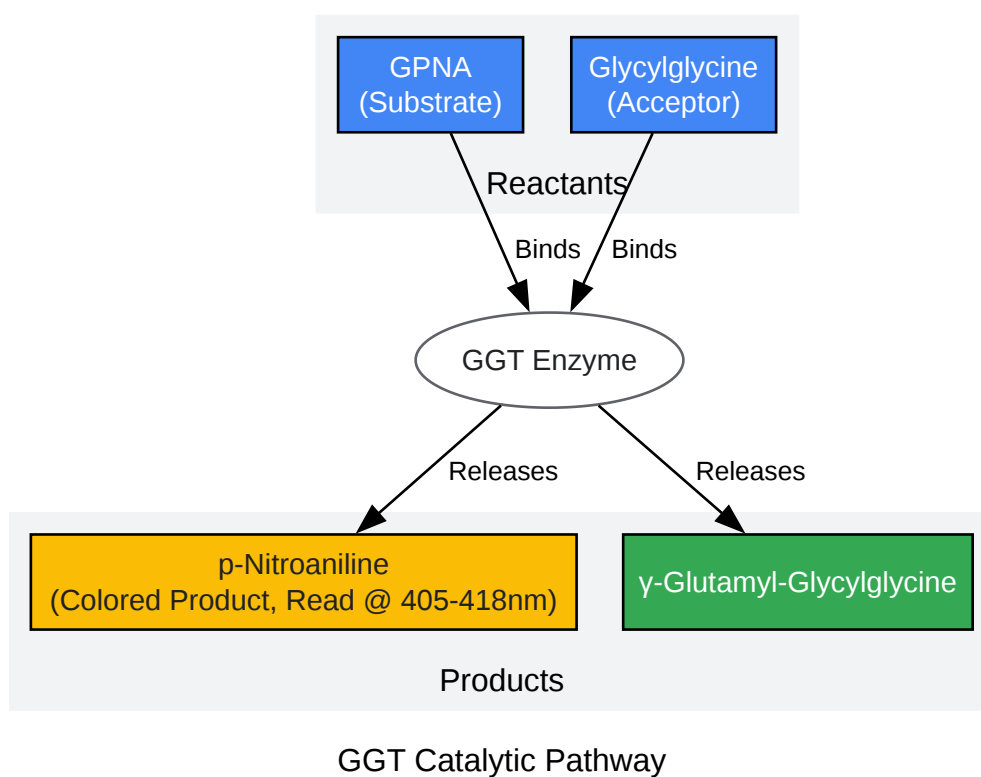 GPNA
(Substrate)
Glycylglycine
(Acceptor)
Reactants
Binds
Binds
GGT Enzyme
Releases
Releases
p-Nitroaniline
(Colored Product, Read @ 405-418nm)
γ-Glutamyl-Glycylglycine
Products
GGT Catalytic Pathway